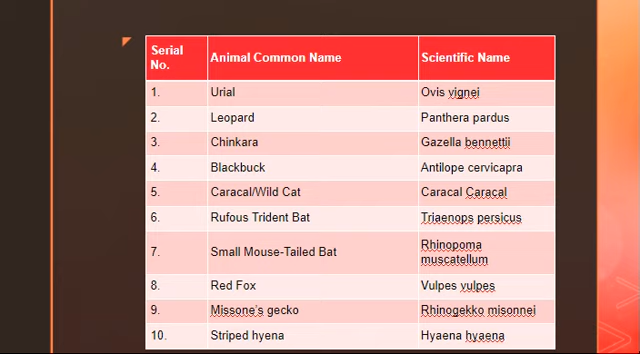 Serial No. Animal Common Name Scientific Name
1. Urial Ovis vignei
2. Leopard Panthera pardus
3. Chinkara Gazella bennettii
4. Blackbuck Antilope cervicapra
5. Caracal/Wild Cat Caracal Caracal
6. Rufous Trident Bat Triaenops persicus
7. Small Mouse-Tailed Bat Rhinopoma muscatellum
8. Red Fox Vulpes vulpes
9. Missone's gecko Rhinogekko misonnei
10. Striped hyena Hyaena hyaena